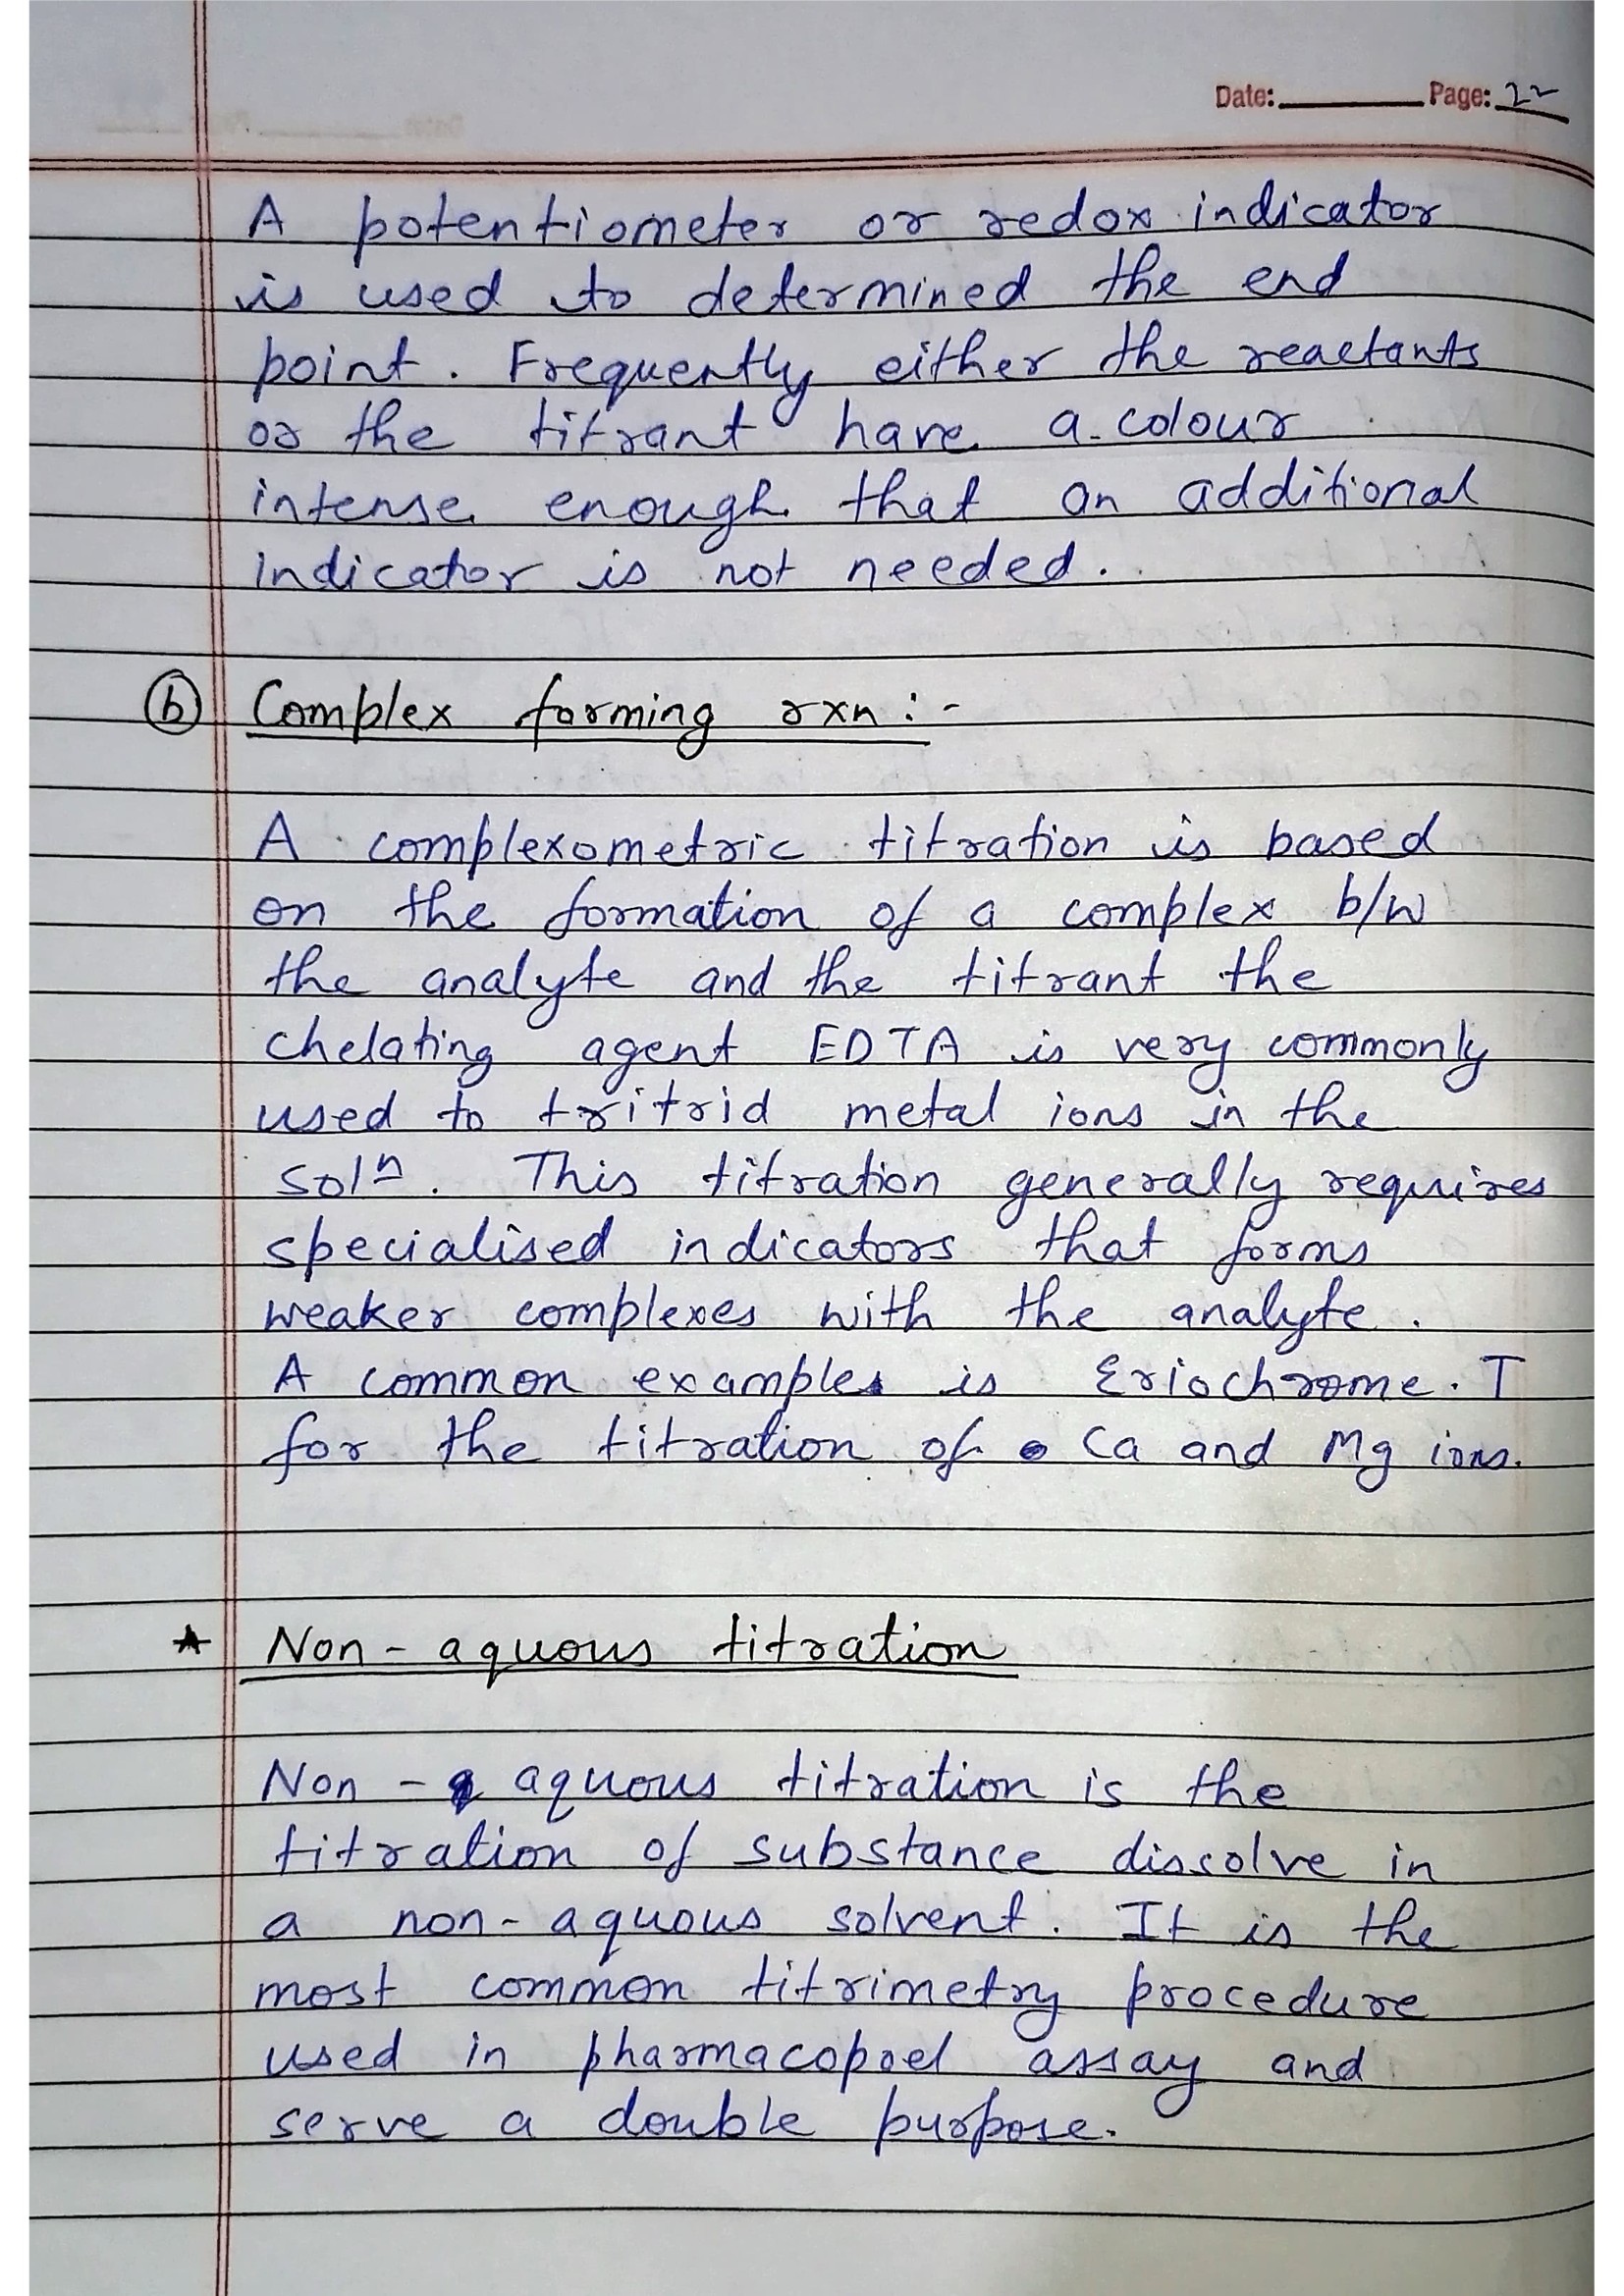 Date: Page: 22
A potentiometer or redox indicator
is used to determined the end
point. Frequently either the reactants
or the titrant have a colour
intense enough that an additional
indicator is not needed.
(b) Complex forming rxn :-
A complexometric titration is based
on the formation of a complex b/w
the analyte and the titrant the
chelating agent EDTA is very commonly
used to tritrid metal ions in the
solⁿ. This titration generally requires
specialised indicators that forms
weaker complexes with the analyte.
A common examples is Eriochrome. T
for the titration of Ca and Mg ions.
★ Non - aquous titration
Non - aquous titration is the
titration of substance dissolve in
a non - aquous solvent. It is the
most common titrimetry procedure
used in pharmacopoel assay and
serve a double purpose.